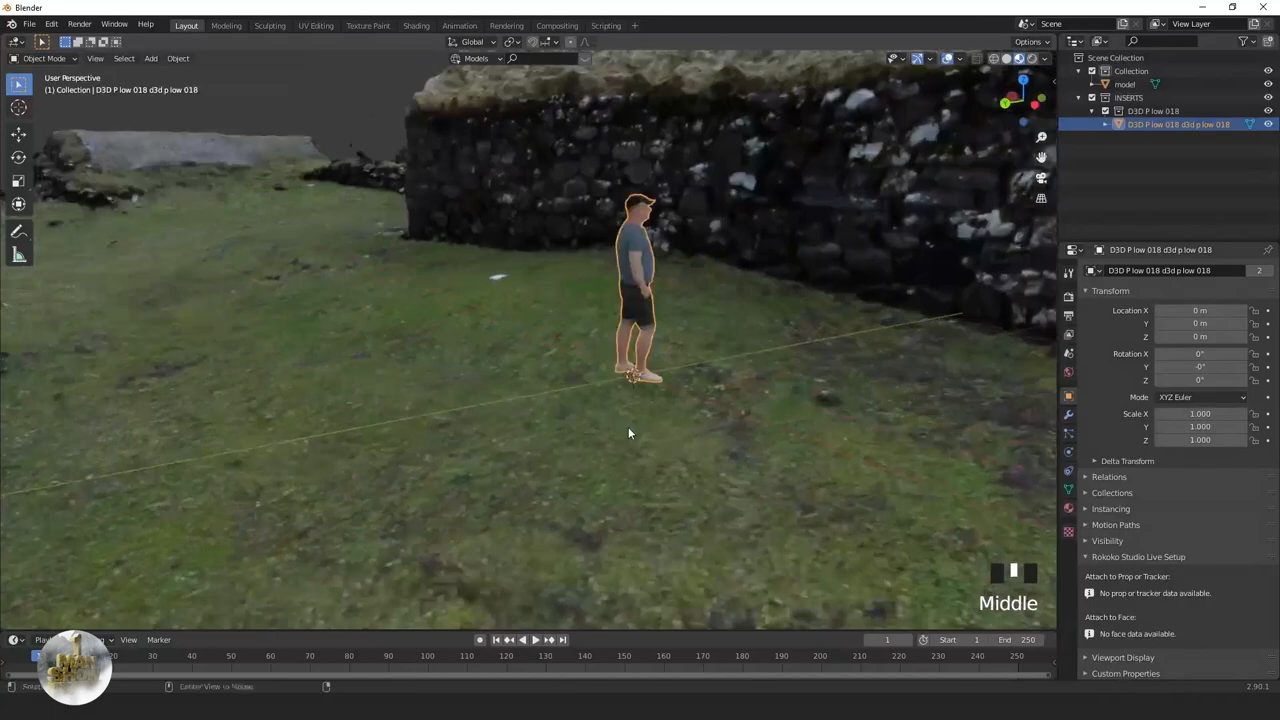 Blender
File Edit Render Window Help Layout Modeling Sculpting UV Editing Texture Paint Shading Animation Rendering Compositing Scripting + Scene View Layer
Global Options
Object Mode View Select Add Object Models
User Perspective
(1) Collection | D3D P low 018 d3d p low 018
Scene Collection
Collection
model
INSERTS
D3D P low 018
D3D P low 018 d3d p low 018
D3D P low 018 d3d p low 018
D3D P low 018 d3d p low 018 2
Transform
Location X 0 m
Y 0 m
Z 0 m
Rotation X 0°
Y -0°
Z 0°
Mode XYZ Euler
Scale X 1.000
Y 1.000
Z 1.000
Delta Transform
Relations
Collections
Instancing
Motion Paths
Visibility
Rokoko Studio Live Setup
Attach to Prop or Tracker:
No prop or tracker data available.
Attach to Face:
No face data available.
Viewport Display
Custom Properties
Middle
View Marker 1 Start 1 End 250
20 30 40 50 60 70 80 90 100 110 120 130 140 150 160 170 180 190 200 210 220 230 240 250
Center View to Mouse
2.90.1